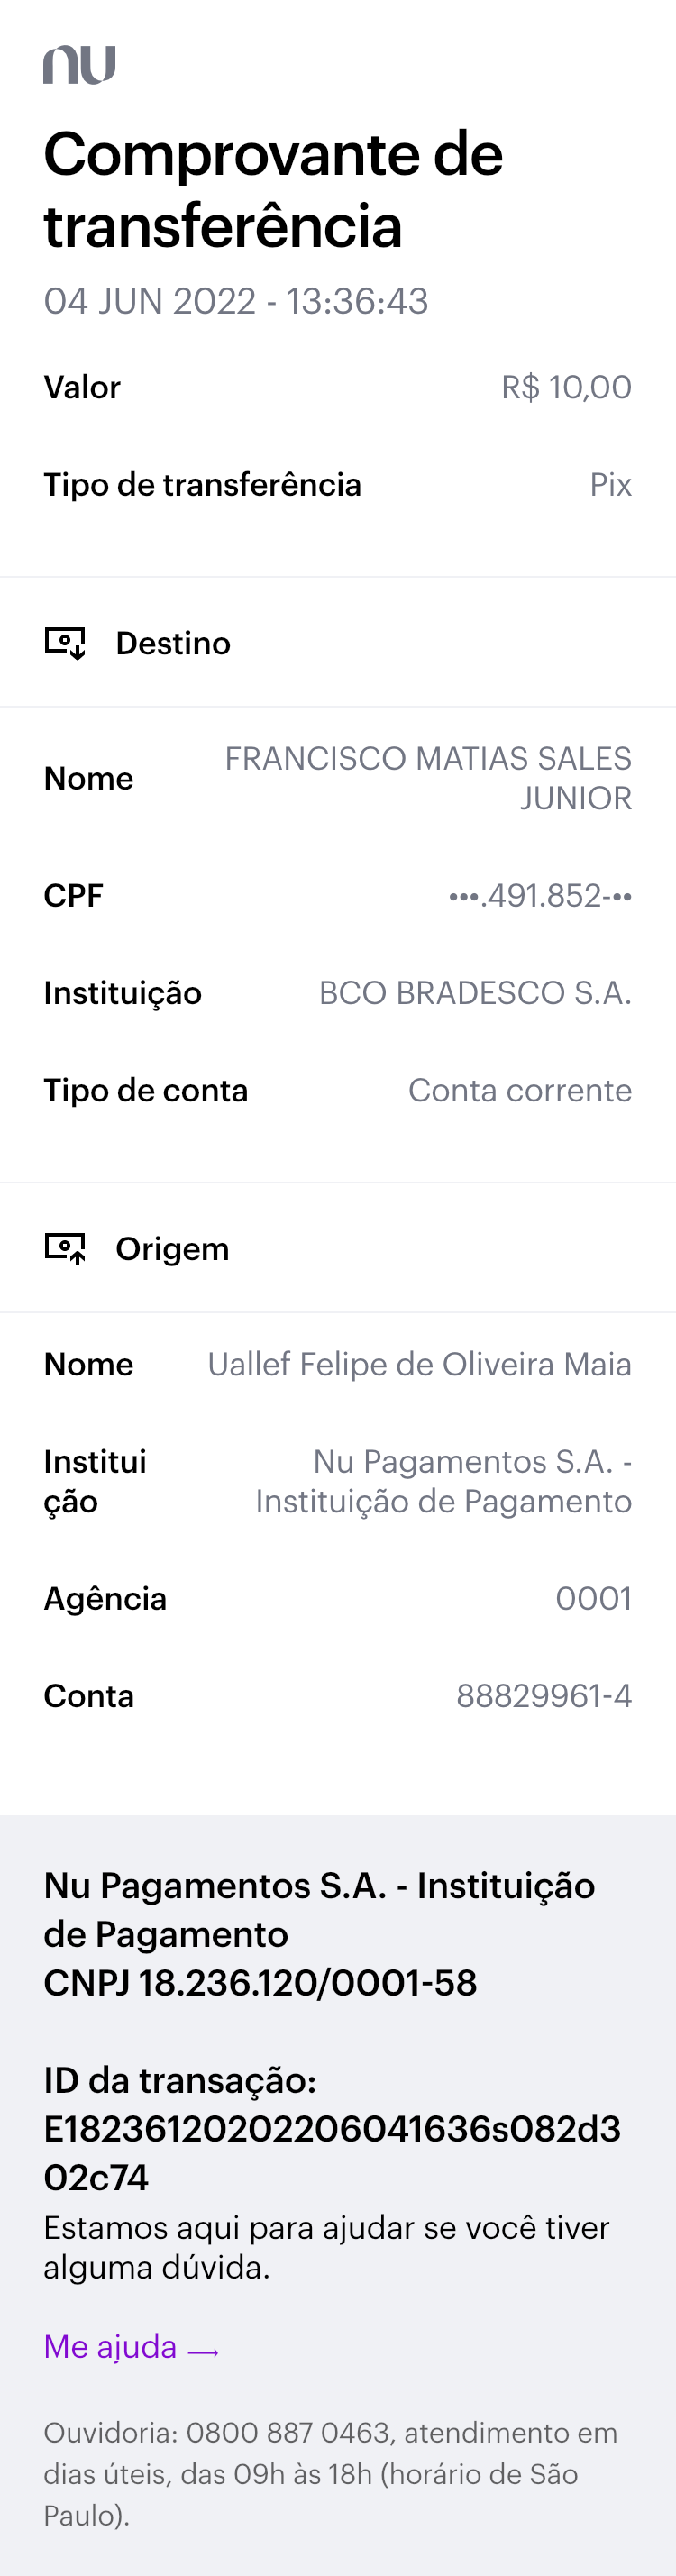 nu
Comprovante de
transferência
04 JUN 2022 - 13:36:43
Valor R$ 10,00
Tipo de transferência Pix
Destino
Nome FRANCISCO MATIAS SALES
JUNIOR
CPF •••.491.852-••
Instituição BCO BRADESCO S.A.
Tipo de conta Conta corrente
Origem
Nome Uallef Felipe de Oliveira Maia
Institui Nu Pagamentos S.A. -
ção Instituição de Pagamento
Agência 0001
Conta 88829961-4
Nu Pagamentos S.A. - Instituição
de Pagamento
CNPJ 18.236.120/0001-58
ID da transação:
E18236120202206041636s082d3
02c74
Estamos aqui para ajudar se você tiver
alguma dúvida.
Me ajuda →
Ouvidoria: 0800 887 0463, atendimento em
dias úteis, das 09h às 18h (horário de São
Paulo).